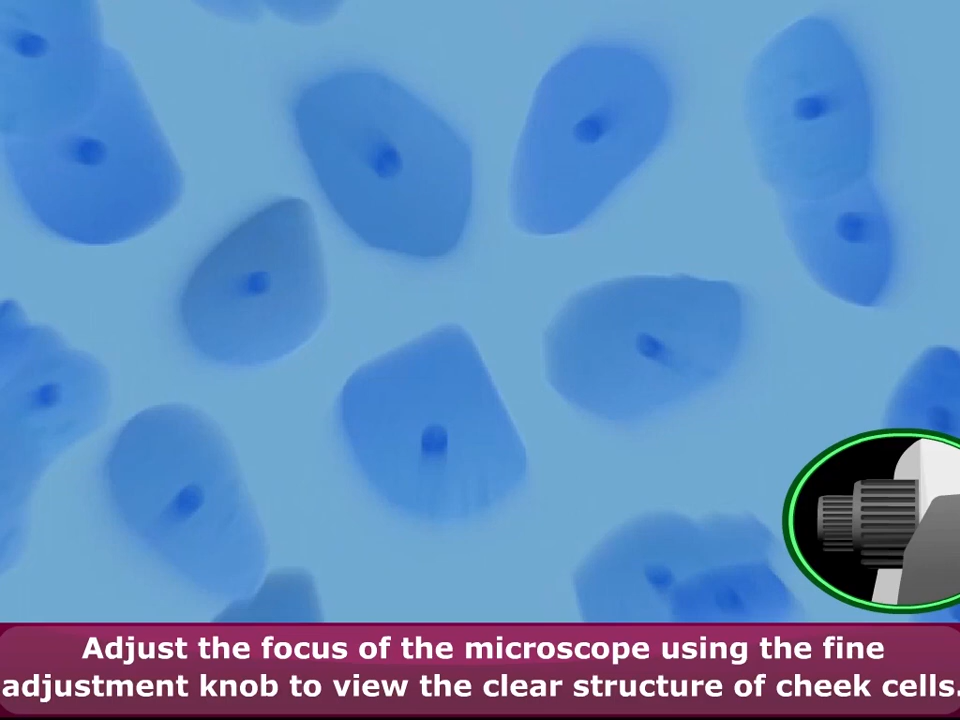 Adjust the focus of the microscope using the fine
adjustment knob to view the clear structure of cheek cells.